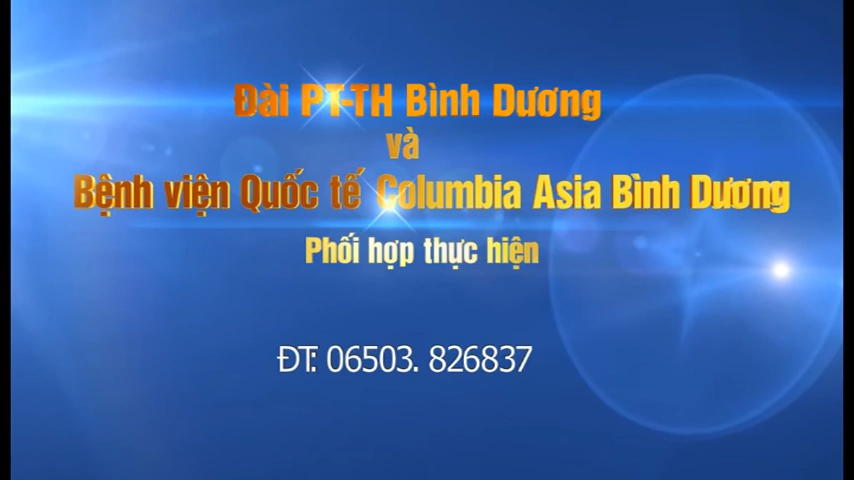 Đài PT-TH Bình Dương
và
Bệnh viện Quốc tế Columbia Asia Bình Dương
Phối hợp thực hiện
ĐT: 06503. 826837